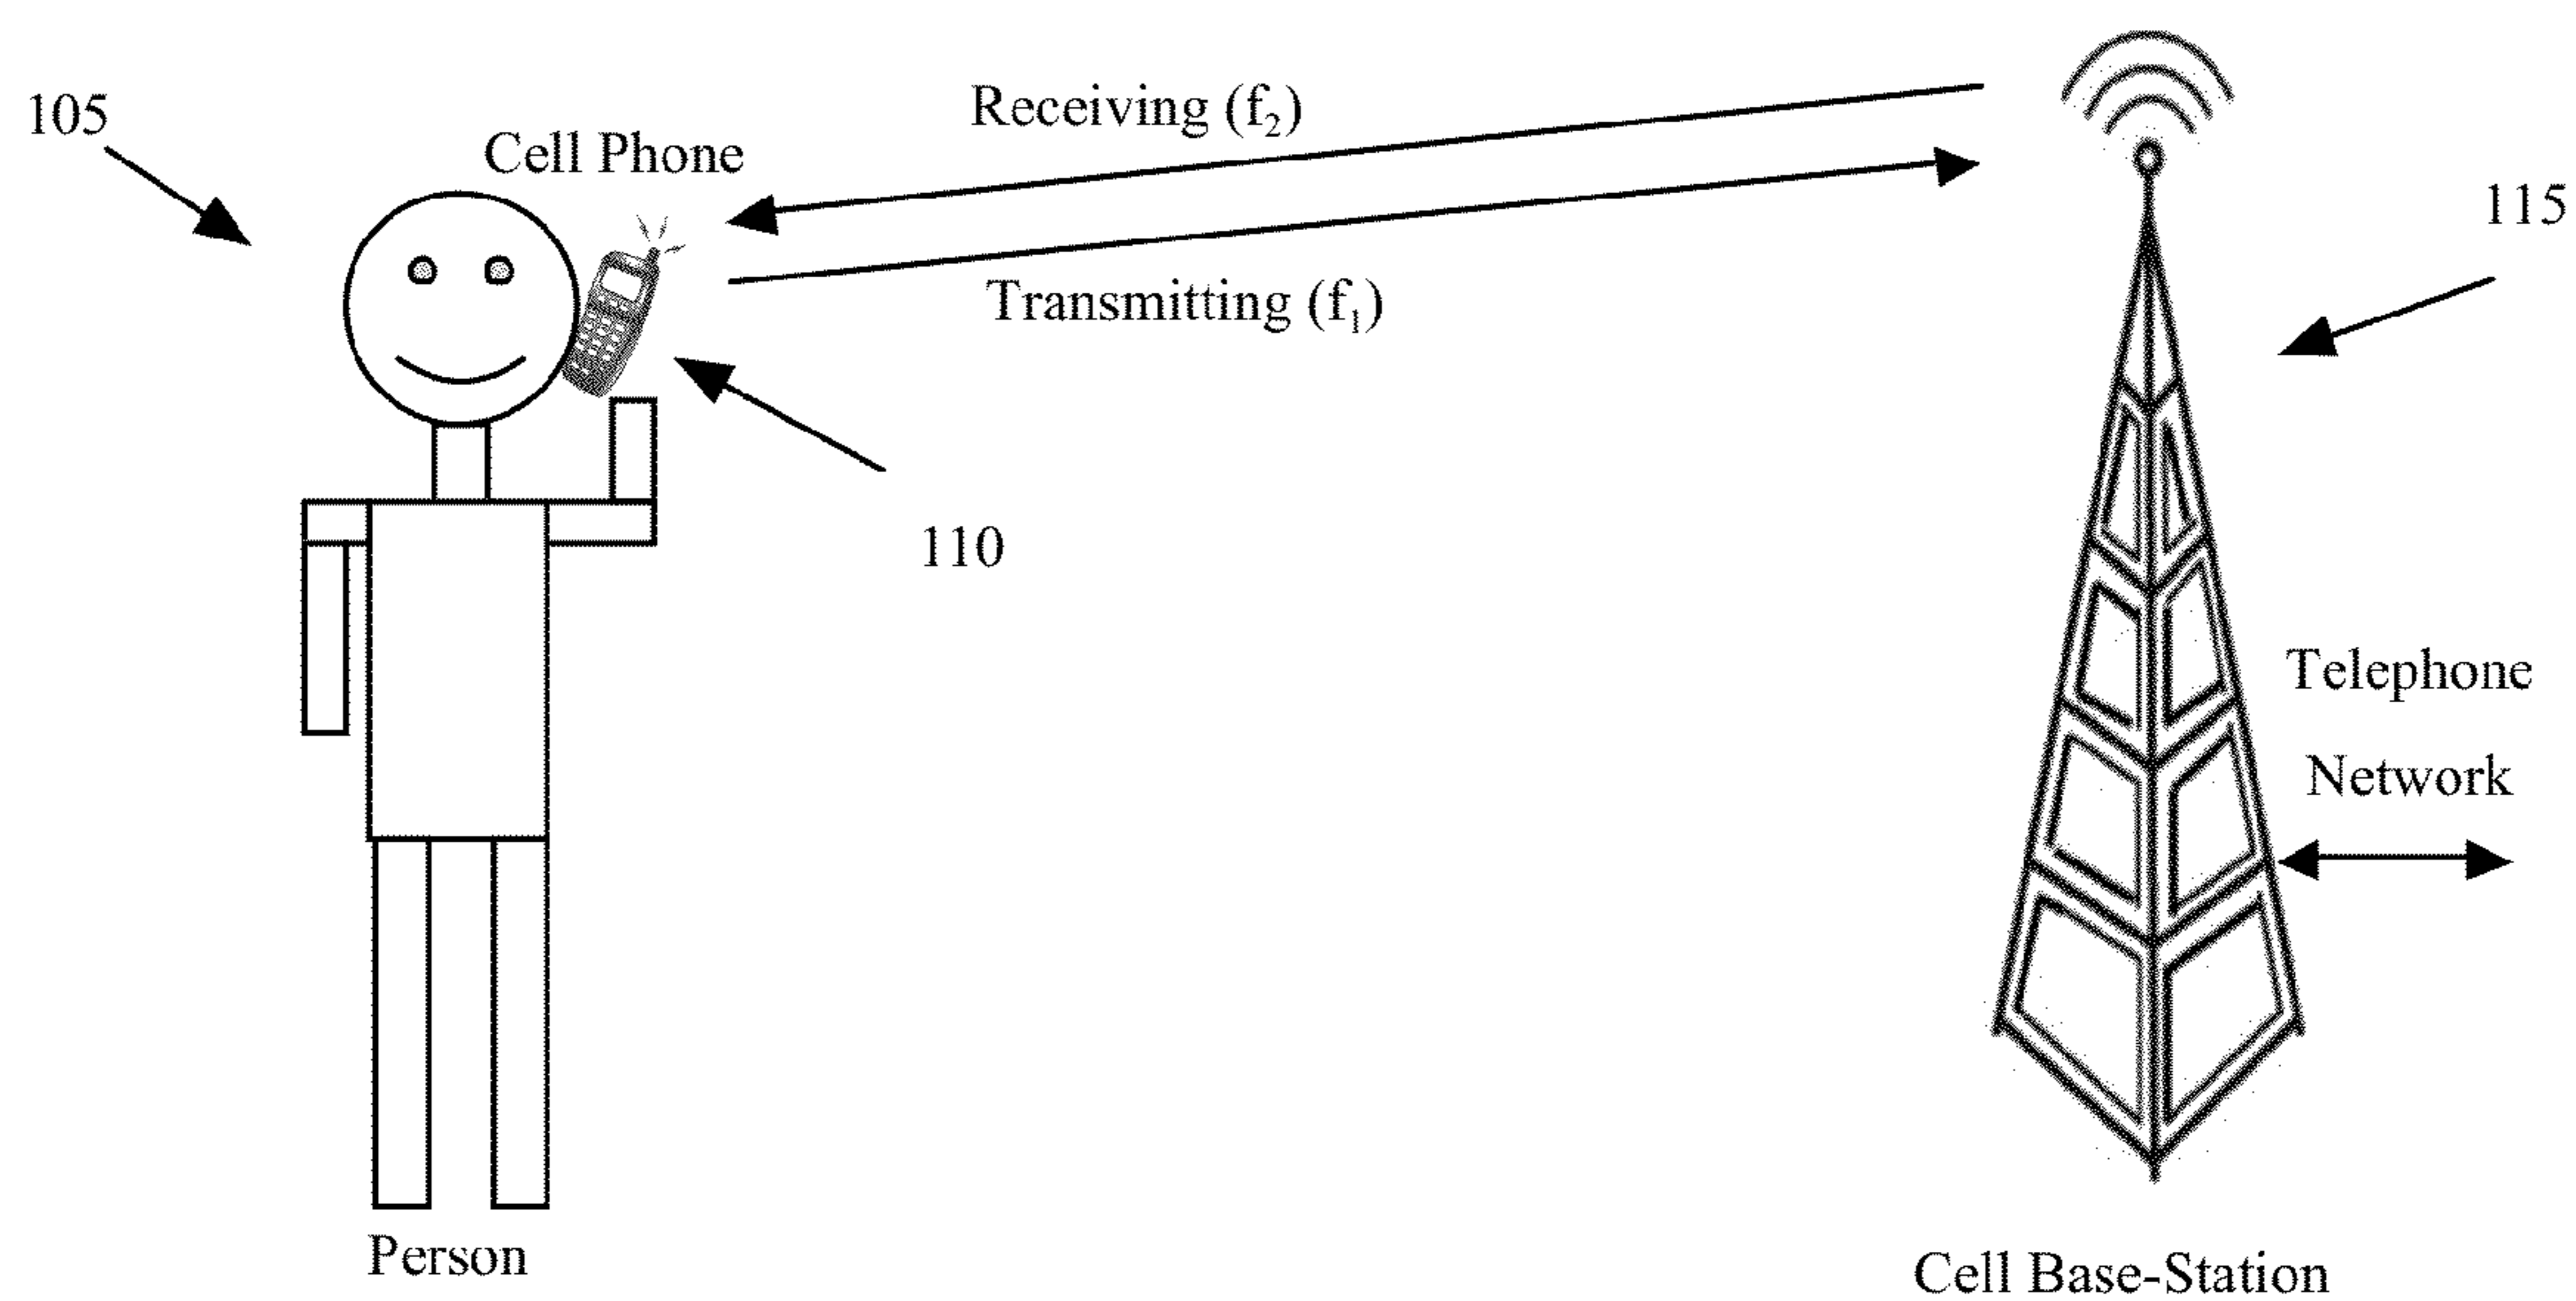 105
Cell Phone
Receiving (f₂)
Transmitting (f₁)
115
110
Telephone
Network
Person
Cell Base-Station